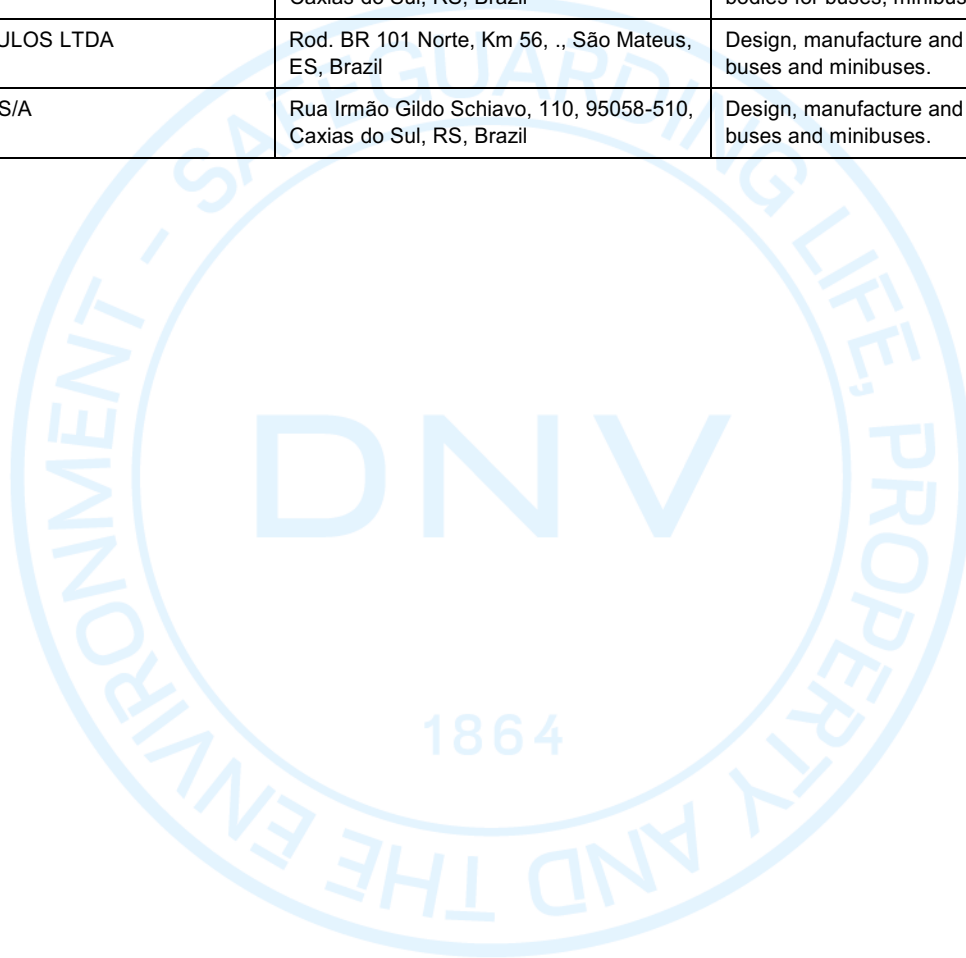 Caxias do Sul, RS, Brazil
bodies for buses, minibus
ULOS LTDA
Rod. BR 101 Norte, Km 56, ., São Mateus,
ES, Brazil
Design, manufacture and
buses and minibuses.
S/A
Rua Irmão Gildo Schiavo, 110, 95058-510,
Caxias do Sul, RS, Brazil
Design, manufacture and
buses and minibuses.
SAFEGUARDING LIFE, PROPERTY AND THE ENVIRONMENT -
DNV
1864